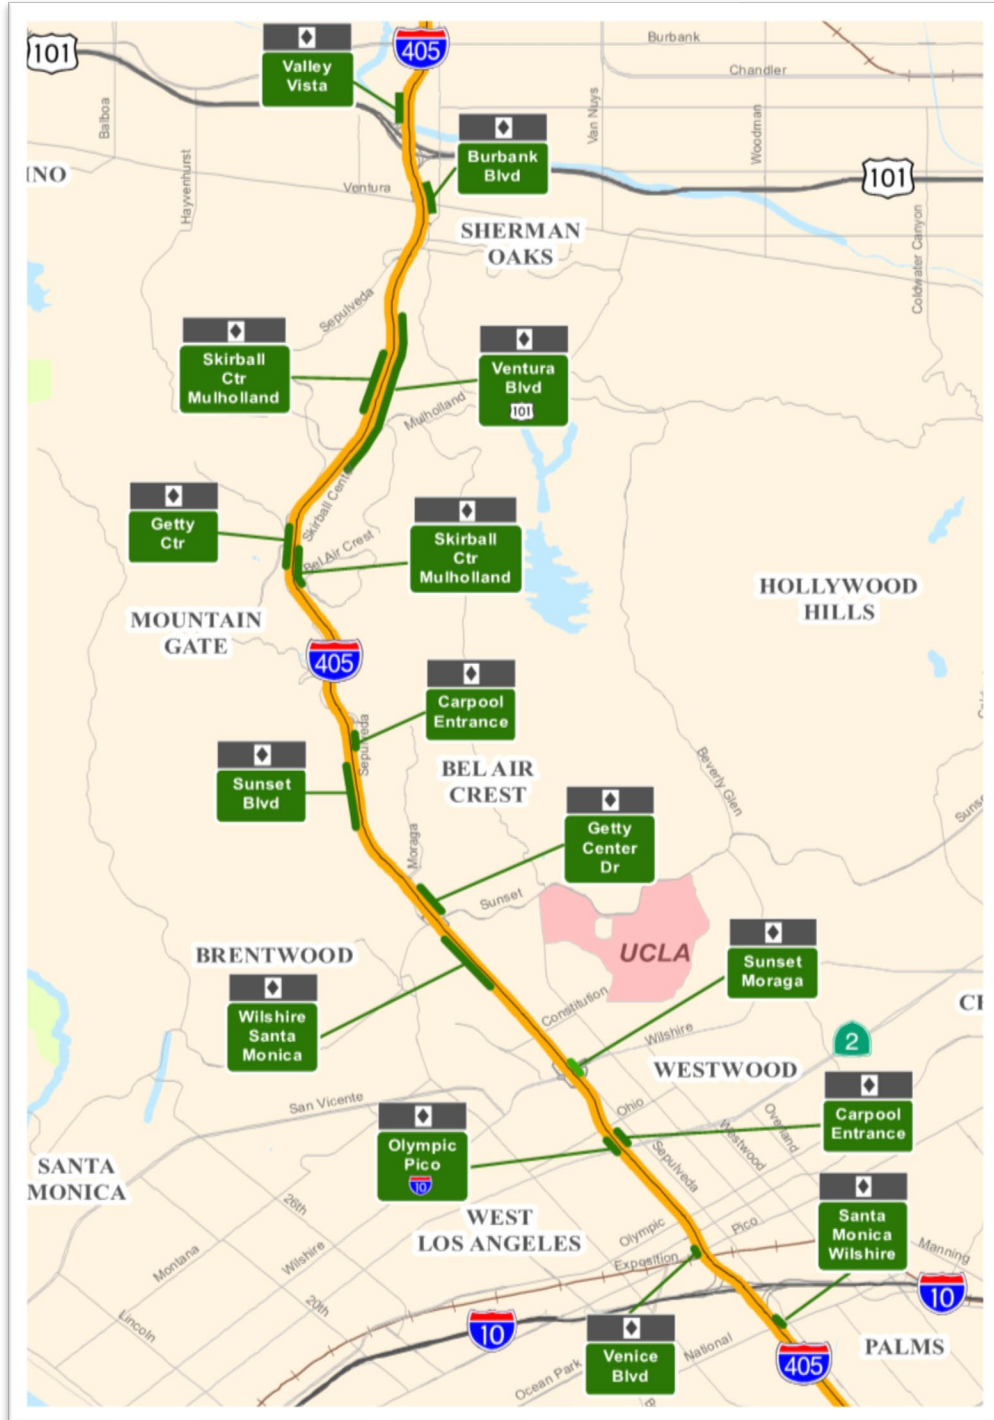 101
405
Valley
Vista
Burbank
Chandler
Balboa
Van Nuys
Woodman
Burbank
Blvd
101
INO
Hayvenhurst
Ventura
SHERMAN
OAKS
Coldwater Canyon
Sepulveda
Skirball
Ctr
Mulholland
Ventura
Blvd
101
Mulholland
Getty
Ctr
Skirball Cent
Bel Air Crest
Skirball
Ctr
Mulholland
HOLLYWOOD
HILLS
MOUNTAIN
GATE
405
Carpool
Entrance
Sepulveda
Sunset
Blvd
BEL AIR
CREST
Beverly Glen
Getty
Center
Dr
Moraga
Sunset
UCLA
BRENTWOOD
Sunset
Moraga
Wilshire
Santa
Monica
Constitution
Wilshire
2
WESTWOOD
San Vicente
Ohio
Overland
Westwood
Carpool
Entrance
Olympic
Pico
10
Sepulveda
SANTA
MONICA
26th
WEST
LOS ANGELES
Olympic
Pico
Santa
Monica
Wilshire
Montana
Wilshire
Exposition
Manning
20th
10
Lincoln
10
Venice
Blvd
National
405
PALMS
Ocean Park